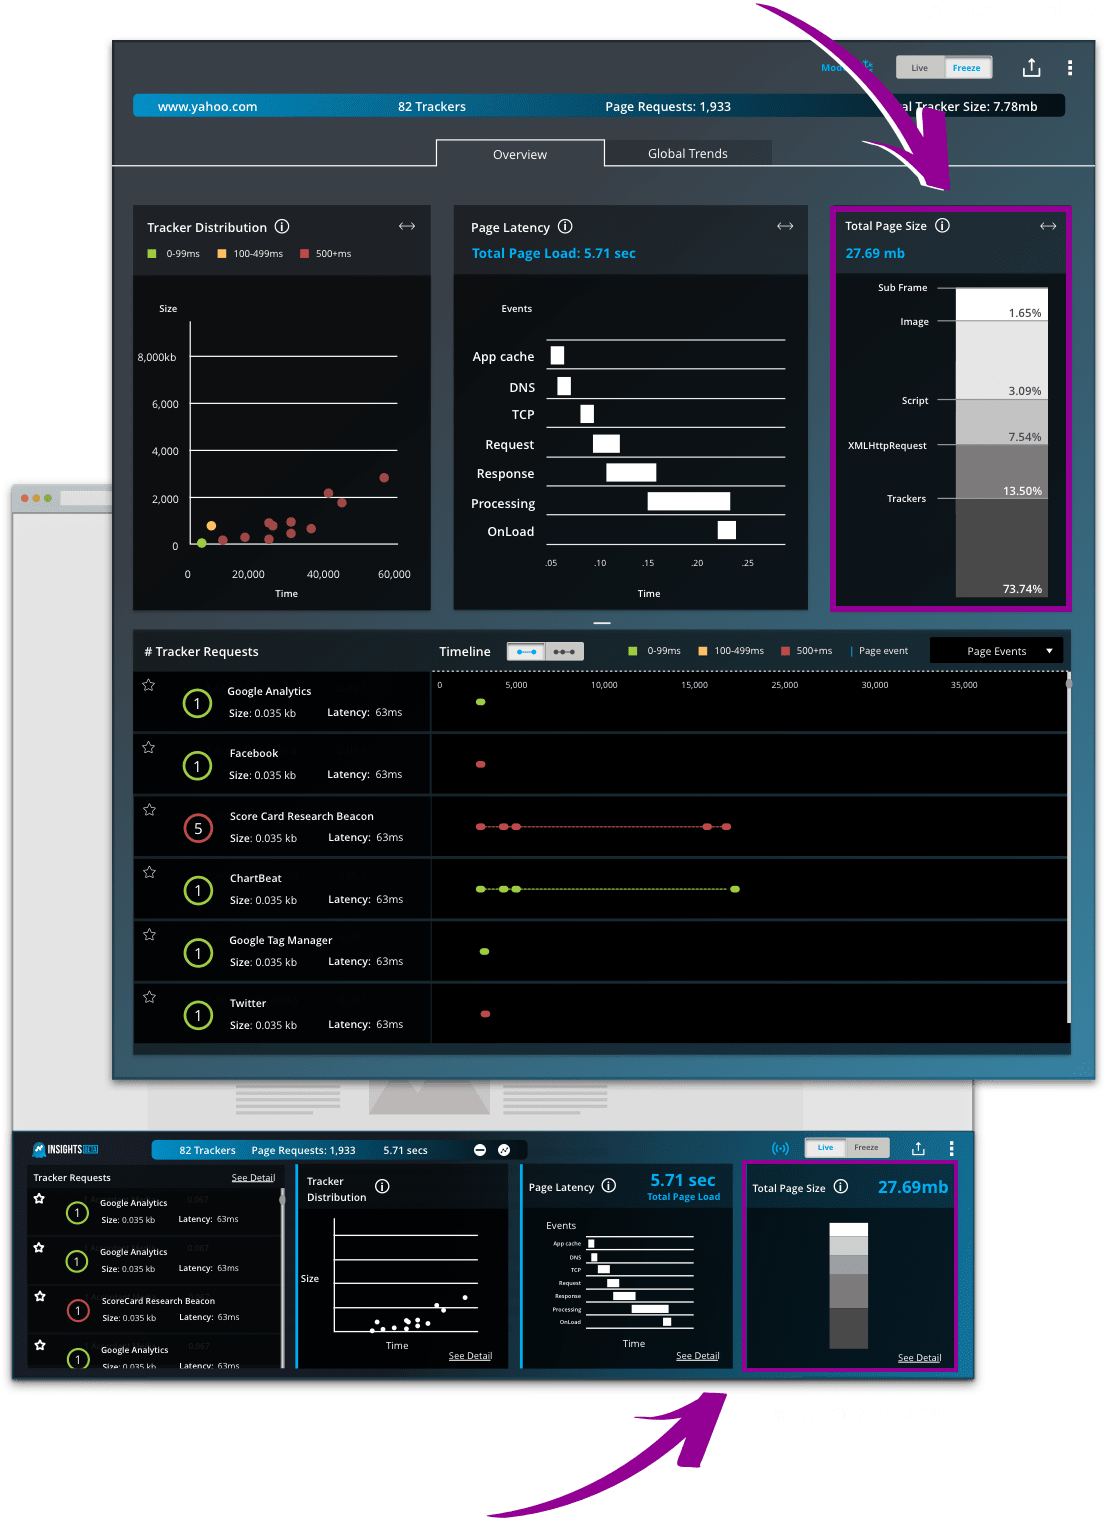 Live Freeze
www.yahoo.com 82 Trackers Page Requests: 1,933 Tracker Size: 7.78mb
Overview Global Trends
Tracker Distribution
0-99ms 100-499ms 500+ms
Size
8,000kb
6,000
4,000
2,000
0
0 20,000 40,000 60,000
Time
Page Latency
Total Page Load: 5.71 sec
Events
App cache
DNS
TCP
Request
Response
Processing
OnLoad
.05 .10 .15 .20 .25
Time
Total Page Size
27.69 mb
Sub Frame
1.65%
Image
3.09%
Script
7.54%
XMLHttpRequest
13.50%
Trackers
73.74%
# Tracker Requests Timeline 0-99ms 100-499ms 500+ms | Page event Page Events
0 5,000 10,000 15,000 25,000 30,000 35,000
1 Google Analytics
Size: 0.035 kb Latency: 63ms
1 Facebook
Size: 0.035 kb Latency: 63ms
5 Score Card Research Beacon
Size: 0.035 kb Latency: 63ms
1 ChartBeat
Size: 0.035 kb Latency: 63ms
1 Google Tag Manager
Size: 0.035 kb Latency: 63ms
1 Twitter
Size: 0.035 kb Latency: 63ms
INSIGHTS BETA 82 Trackers Page Requests: 1,933 5.71 secs Live Freeze
Tracker Requests See Detail
1 Google Analytics
Size: 0.035 kb Latency: 63ms
1 Google Analytics
Size: 0.035 kb Latency: 63ms
1 ScoreCard Research Beacon
Size: 0.035 kb Latency: 63ms
1 Google Analytics
Size: 0.035 kb Latency: 63ms
Tracker
Distribution
Size
Time
See Detail
Page Latency 5.71 sec
Total Page Load
Events
App cache
DNS
TCP
Request
Response
Processing
OnLoad
Time
See Detail
Total Page Size 27.69mb
See Detail